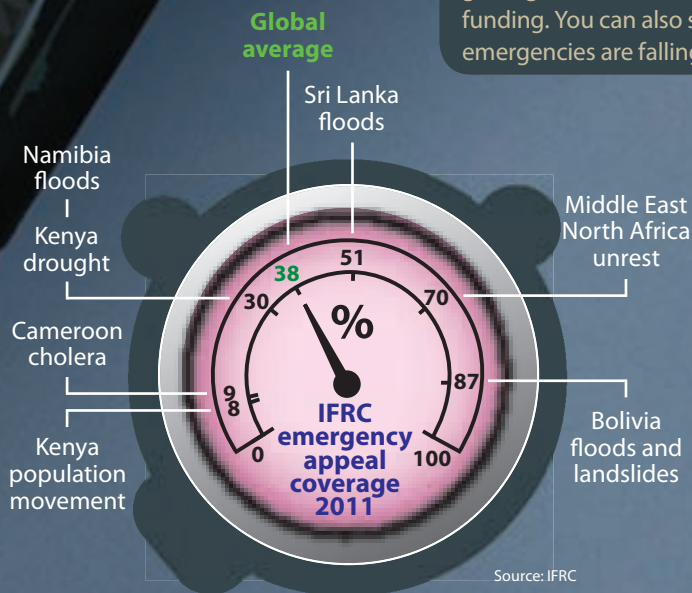 funding. You can also
emergencies are falling
Global
average
Sri Lanka
floods
Namibia
floods
Kenya
drought
Middle East
North Africa
unrest
Cameroon
cholera
Kenya
population
movement
Bolivia
floods and
landslides
0
8
9
30
38
51
70
87
100
%
IFRC
emergency
appeal
coverage
2011
Source: IFRC